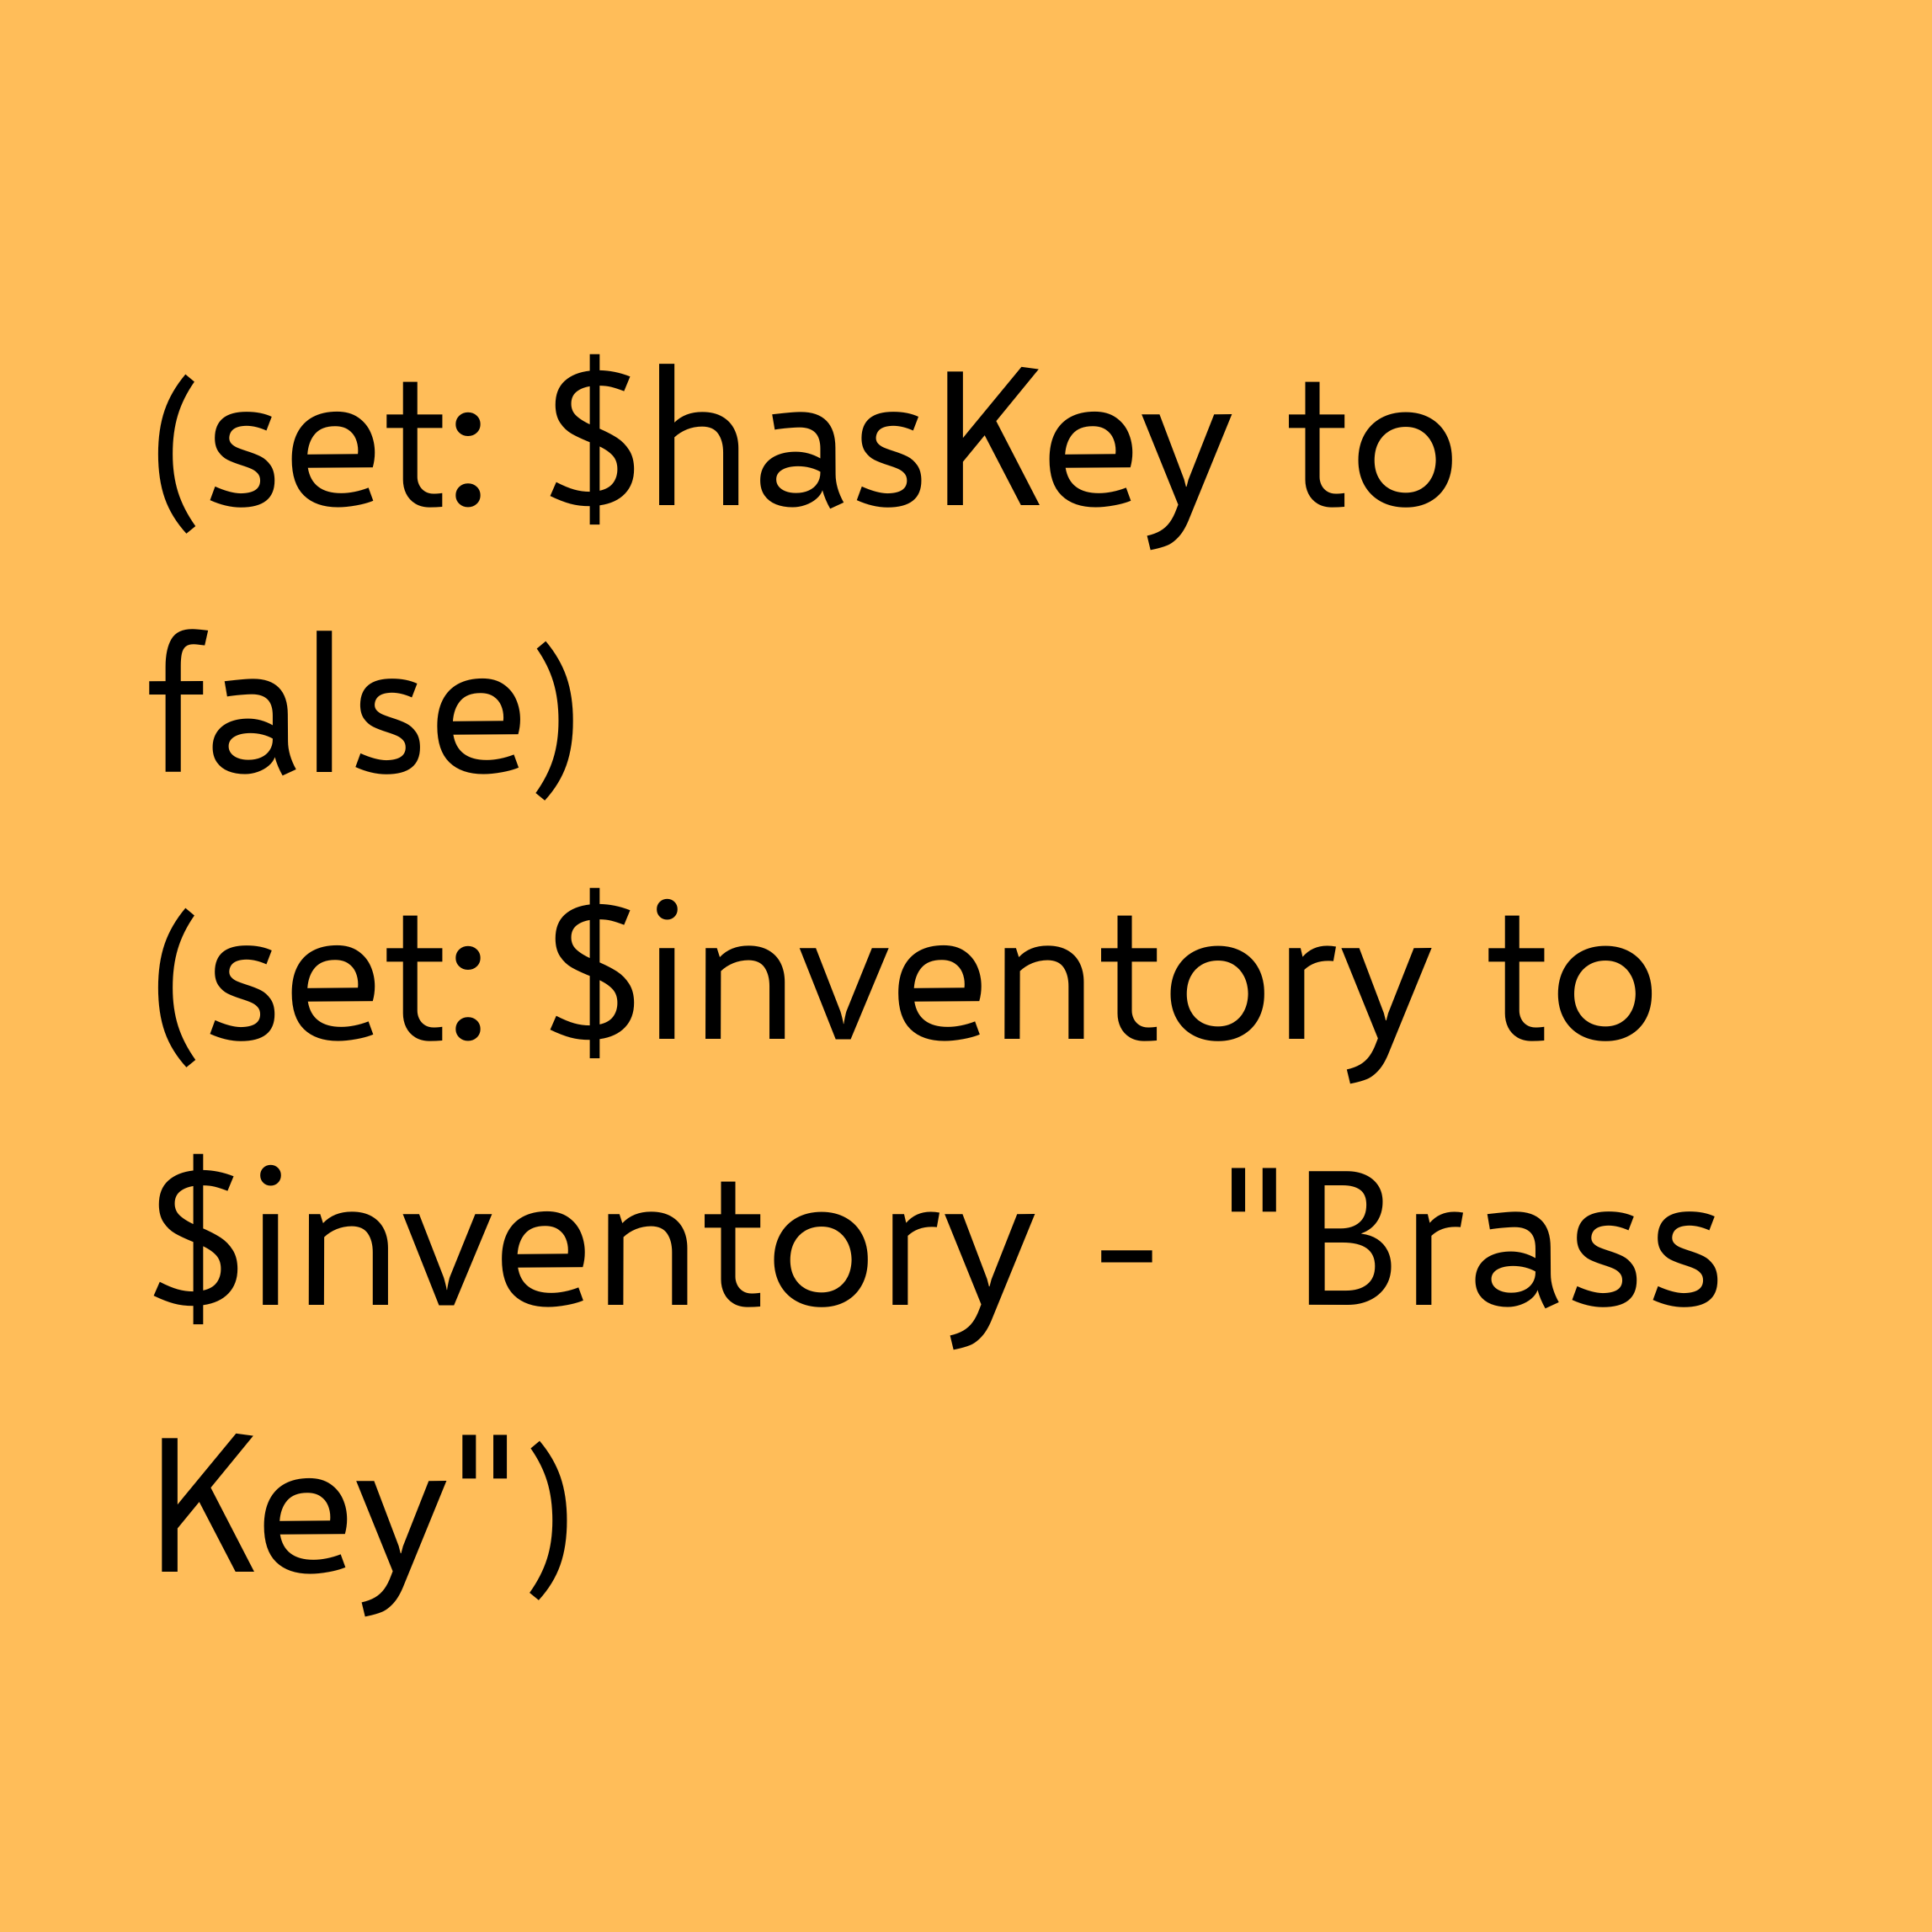 (set: $hasKey to
false)
(set: $inventory to
$inventory - "Brass
Key")